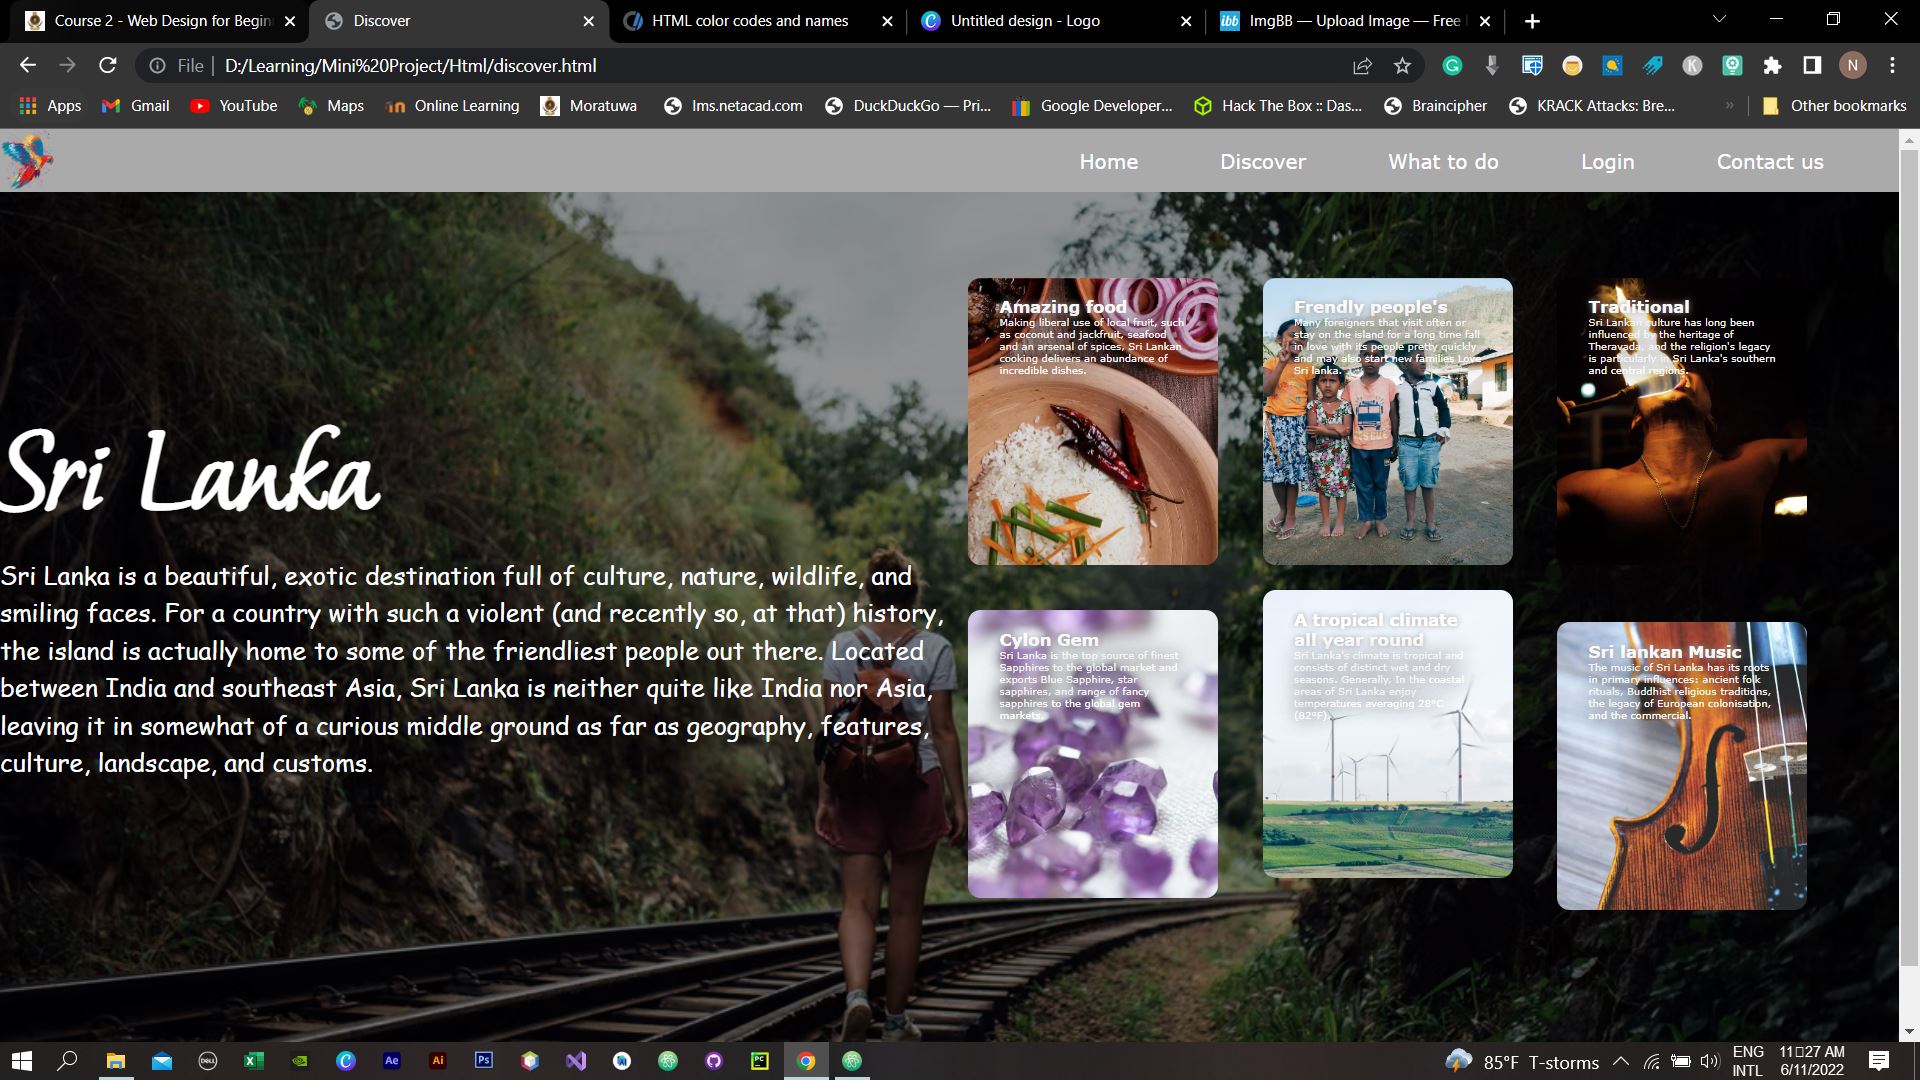 Course 2 - Web Design for Begin
Discover
HTML color codes and names
Untitled design - Logo
ImgBB — Upload Image — Free
File
D:/Learning/Mini%20Project/Html/discover.html
N
Apps
Gmail
YouTube
Maps
Online Learning
Moratuwa
lms.netacad.com
DuckDuckGo — Pri...
Google Developer...
Hack The Box :: Das...
Braincipher
KRACK Attacks: Bre...
»
Other bookmarks
Home
Discover
What to do
Login
Contact us
Sri Lanka
Sri Lanka is a beautiful, exotic destination full of culture, nature, wildlife, and
smiling faces. For a country with such a violent (and recently so, at that) history,
the island is actually home to some of the friendliest people out there. Located
between India and southeast Asia, Sri Lanka is neither quite like India nor Asia,
leaving it in somewhat of a curious middle ground as far as geography, features,
culture, landscape, and customs.
Amazing food
Making liberal use of local fruit, such
as coconut and jackfruit, seafood
and an arsenal of spices, Sri Lankan
cooking delivers an abundance of
incredible dishes.
Frendly people's
Many foreigners that visit often or
stay on the island for a long time fall
in love with its people pretty quickly
and may also start new families Love
Sri lanka.
Traditional
Sri Lankan culture has long been
influenced by the heritage of
Theravada, and the religion's legacy
is particularly in Sri Lanka's southern
and central regions.
Cylon Gem
Sri Lanka is the top source of finest
Sapphires to the global market and
exports Blue Sapphire, star
sapphires, and range of fancy
sapphires to the global gem
markets.
A tropical climate
all year round
Sri Lanka's climate is tropical and
consists of distinct wet and dry
seasons. Generally, In the coastal
areas of Sri Lanka enjoy
temperatures averaging 28°C
(82°F).
Sri lankan Music
The music of Sri Lanka has its roots
in primary influences: ancient folk
rituals, Buddhist religious traditions,
the legacy of European colonisation,
and the commercial.
85°F T-storms
ENG
INTL
11▯27 AM
6/11/2022